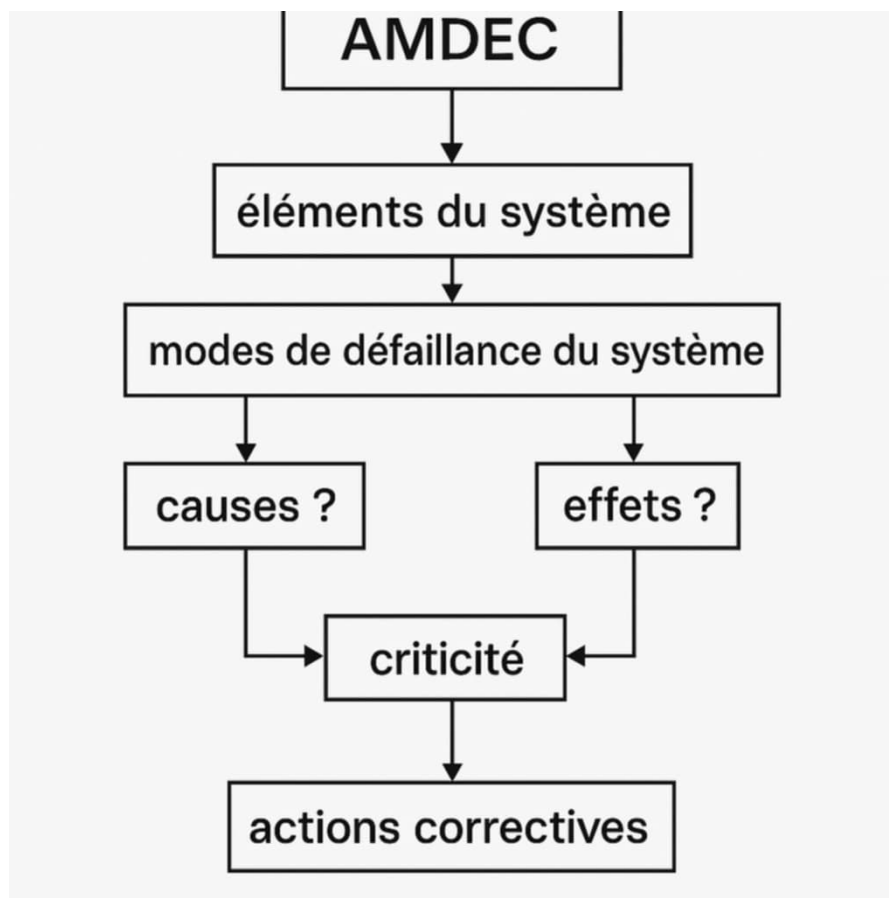 AMDEC
éléments du système
modes de défaillance du système
causes ?
effets ?
criticité
actions correctives